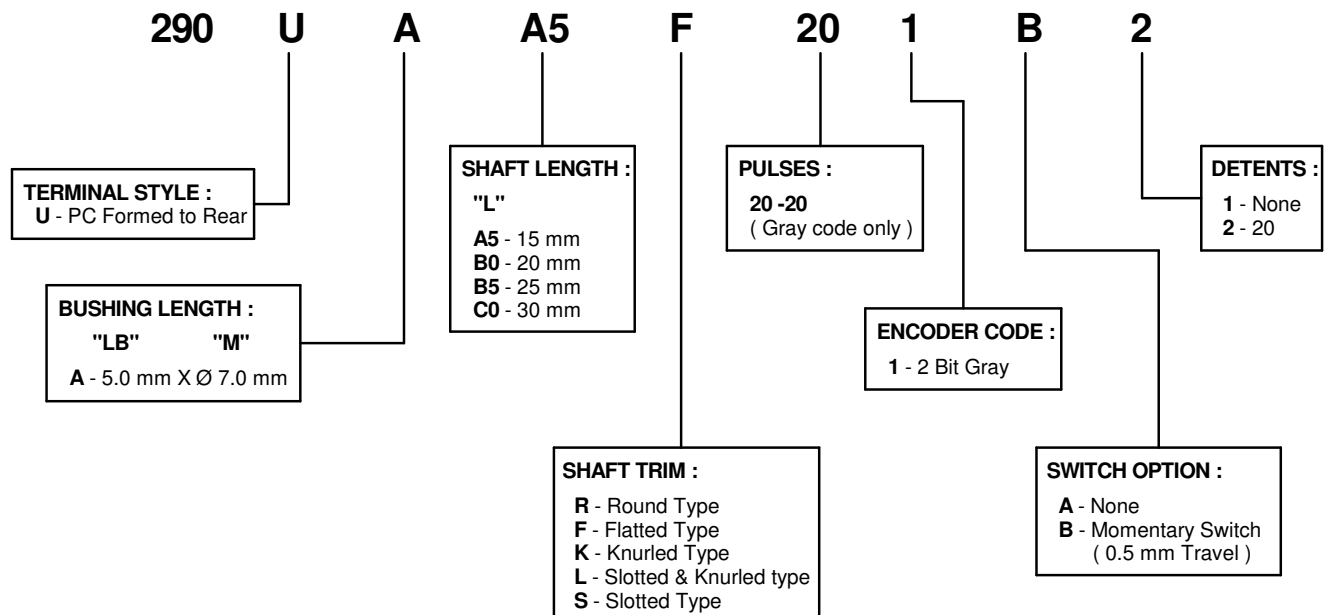 290 U A A5 F 20 1 B 2
TERMINAL STYLE :
U - PC Formed to Rear
BUSHING LENGTH :
"LB" "M"
A - 5.0 mm X Ø 7.0 mm
SHAFT LENGTH :
"L"
A5 - 15 mm
B0 - 20 mm
B5 - 25 mm
C0 - 30 mm
SHAFT TRIM :
R - Round Type
F - Flatted Type
K - Knurled Type
L - Slotted & Knurled type
S - Slotted Type
PULSES :
20 -20
( Gray code only )
ENCODER CODE :
1 - 2 Bit Gray
SWITCH OPTION :
A - None
B - Momentary Switch
( 0.5 mm Travel )
DETENTS :
1 - None
2 - 20